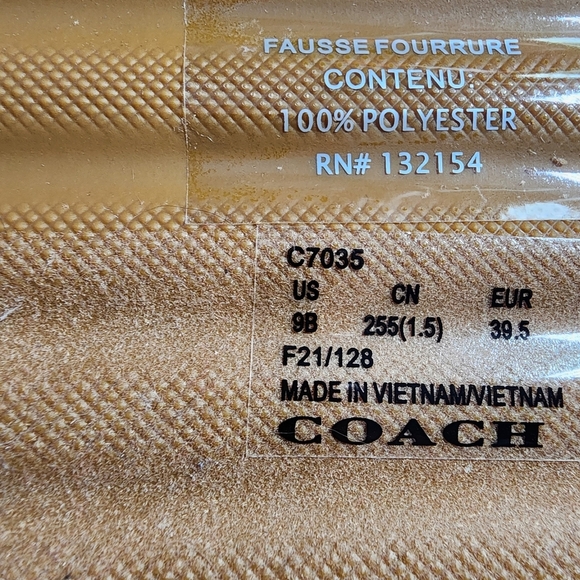 FAUSSE FOURRURE
CONTENU:
100% POLYESTER
RN# 132154
C7035
US CN EUR
9B 255(1.5) 39.5
F21/128
MADE IN VIETNAM/VIETNAM
COACH